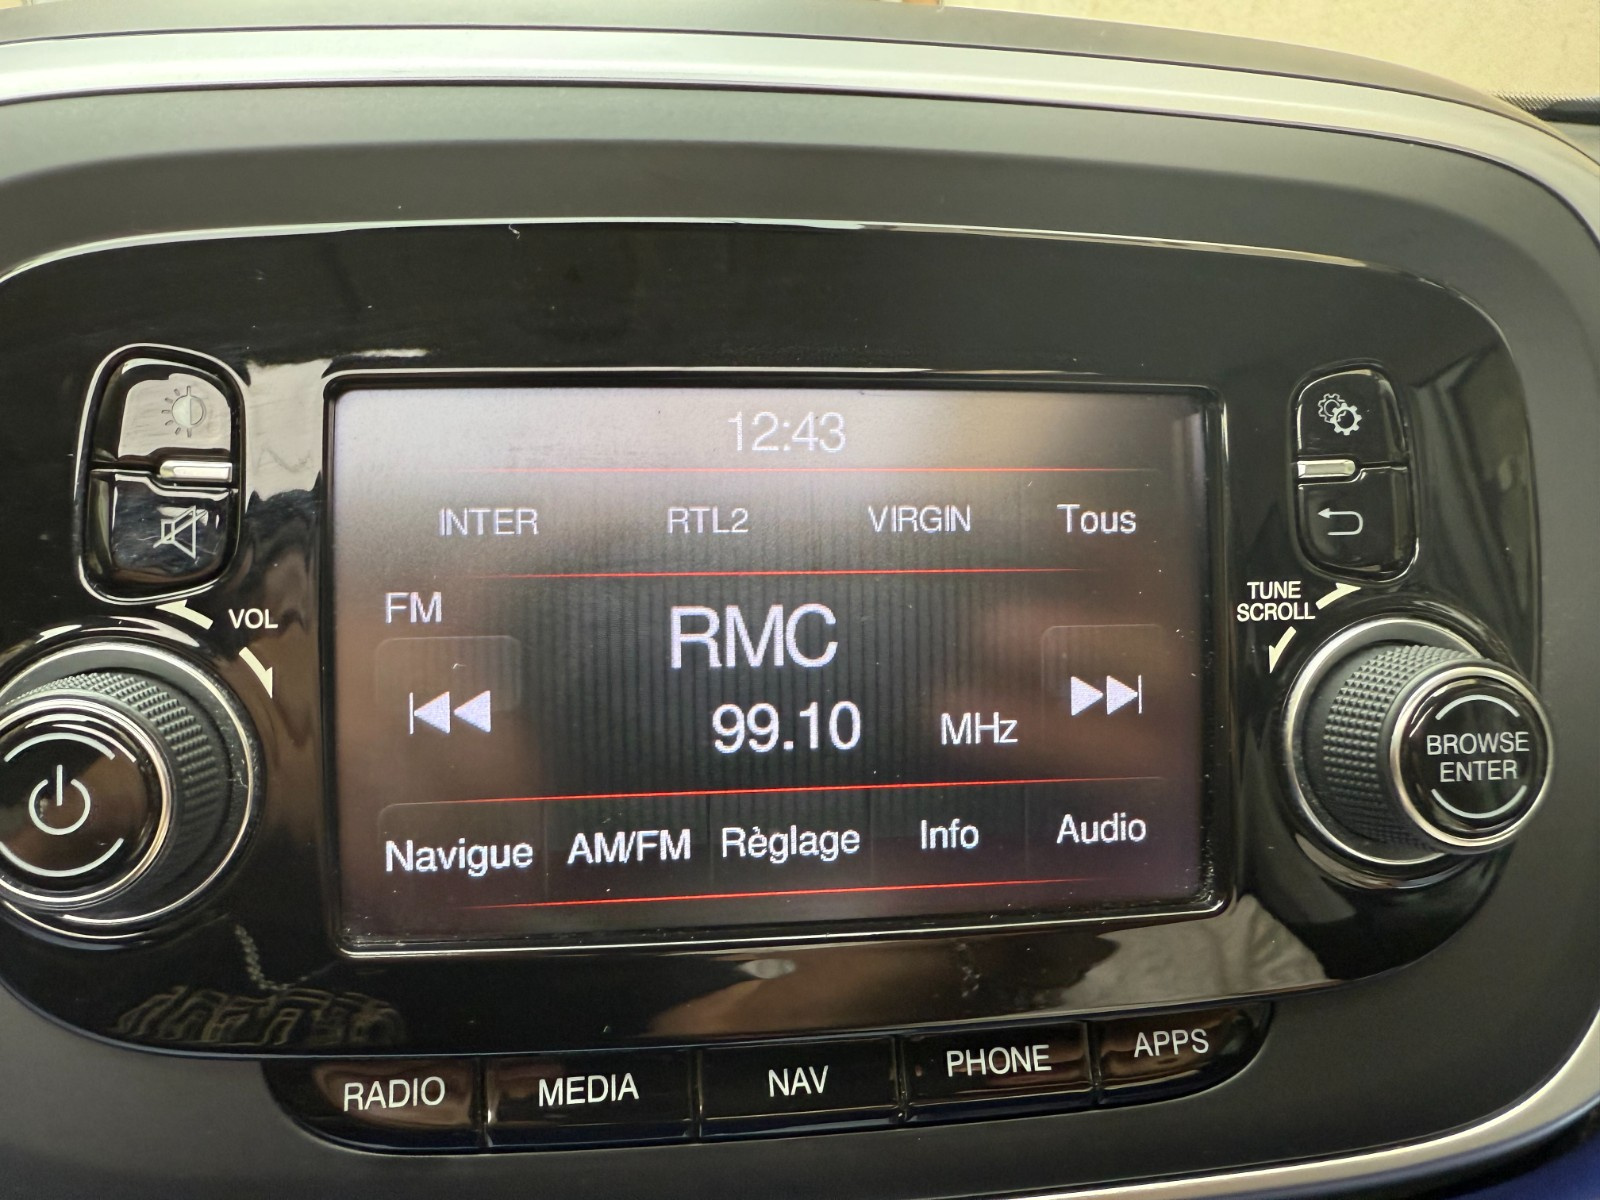 12:43
INTER RTL2 VIRGIN Tous
FM
RMC
99.10 MHz
Navigue AM/FM Règlage Info Audio
VOL
TUNE
SCROLL
BROWSE
ENTER
RADIO MEDIA NAV PHONE APPS